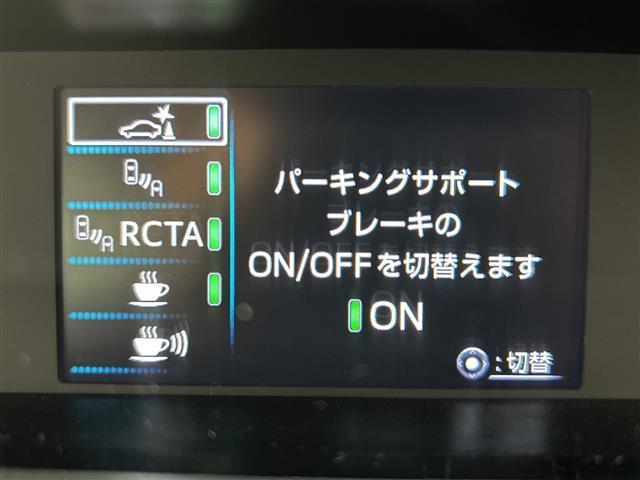 RCTA
パーキングサポート
ブレーキの
ON/OFFを切替えます
ON
:切替